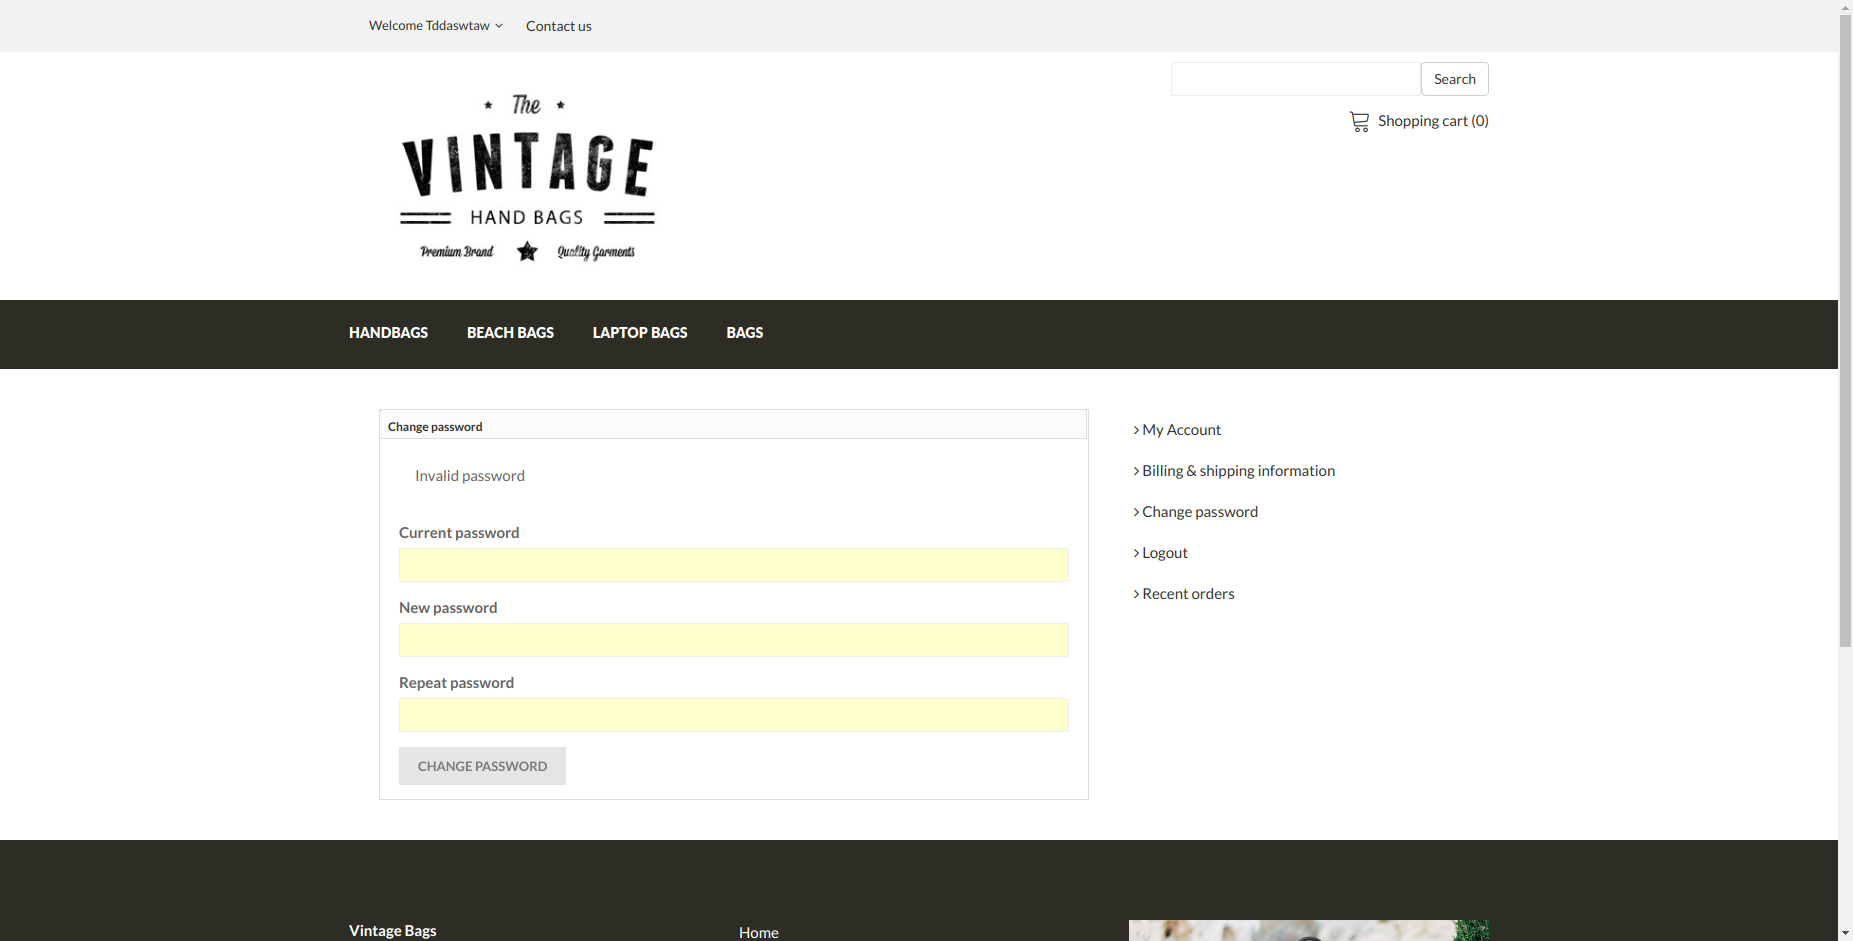 Welcome Tddaswtaw
Contact us
Search
Shopping cart (0)
The
VINTAGE
HAND BAGS
Premium Brand
Quality Garments
HANDBAGS
BEACH BAGS
LAPTOP BAGS
BAGS
Change password
Invalid password
Current password
New password
Repeat password
CHANGE PASSWORD
My Account
Billing & shipping information
Change password
Logout
Recent orders
Vintage Bags
Home